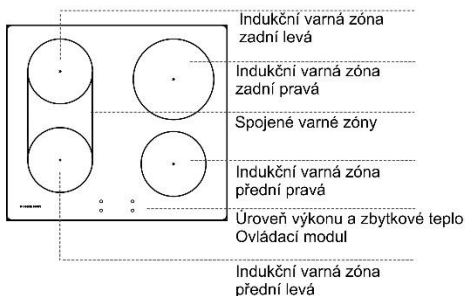 Indukční varná zóna
zadní levá
Indukční varná zóna
zadní pravá
Spojené varné zóny
Indukční varná zóna
přední pravá
Úroveň výkonu a zbytkové teplo
Ovládací modul
Indukční varná zóna
přední levá